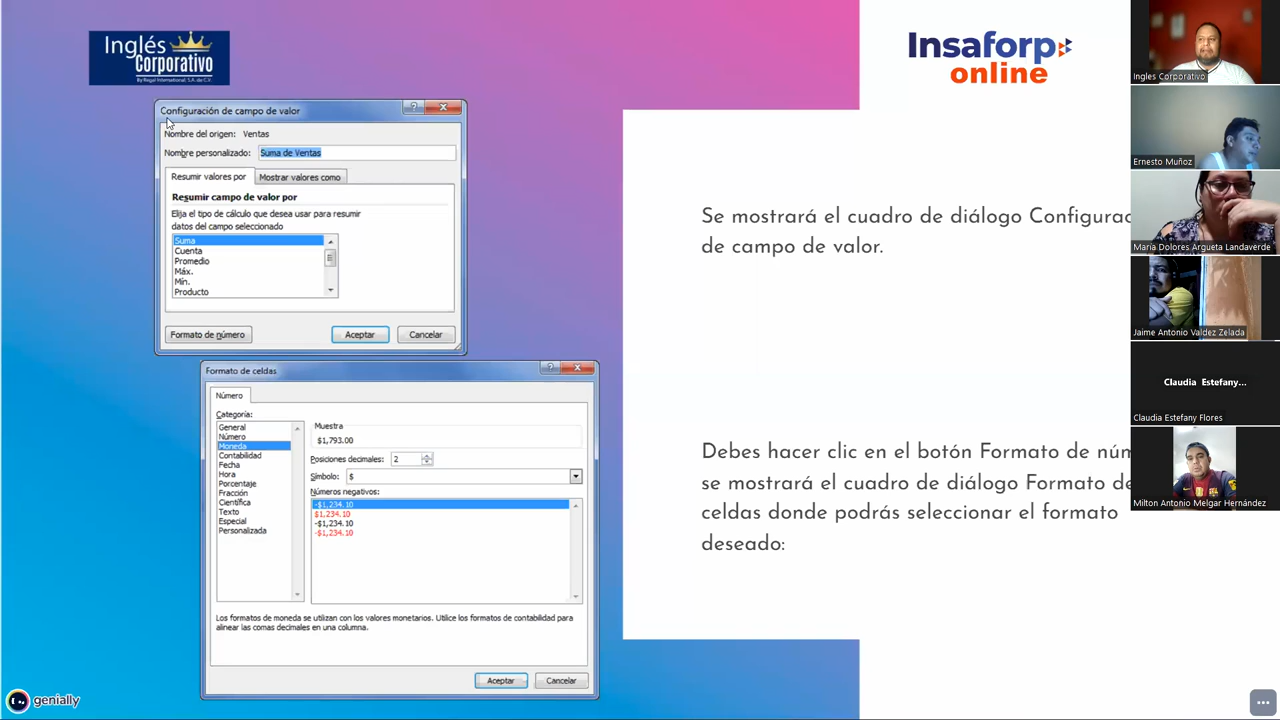 Inglés
Corporativo
By Regal International, S.A. de C.V.
Insaforp
online
Configuración de campo de valor
Nombre del origen: Ventas
Nombre personalizado: Suma de Ventas
Resumir valores por
Mostrar valores como
Resumir campo de valor por
Elija el tipo de cálculo que desea usar para resumir
datos del campo seleccionado
Suma
Cuenta
Promedio
Máx.
Mín.
Producto
Formato de número
Aceptar
Cancelar
Formato de celdas
Número
Categoría:
General
Número
Moneda
Contabilidad
Fecha
Hora
Porcentaje
Fracción
Científica
Texto
Especial
Personalizada
Muestra
$1,793.00
Posiciones decimales: 2
Símbolo: $
Números negativos:
-$1,234.10
$1,234.10
-$1,234.10
-$1,234.10
Los formatos de moneda se utilizan con los valores monetarios. Utilice los formatos de contabilidad para
alinear las comas decimales en una columna.
Aceptar
Cancelar
Se mostrará el cuadro de diálogo Configurac
de campo de valor.
Debes hacer clic en el botón Formato de núm
se mostrará el cuadro de diálogo Formato de
celdas donde podrás seleccionar el formato
deseado:
Ingles Corporativo
Ernesto Muñoz
María Dolores Argueta Landaverde
Jaime Antonio Valdez Zelada
Claudia Estefany...
Claudia Estefany Flores
Milton Antonio Melgar Hernández
genially